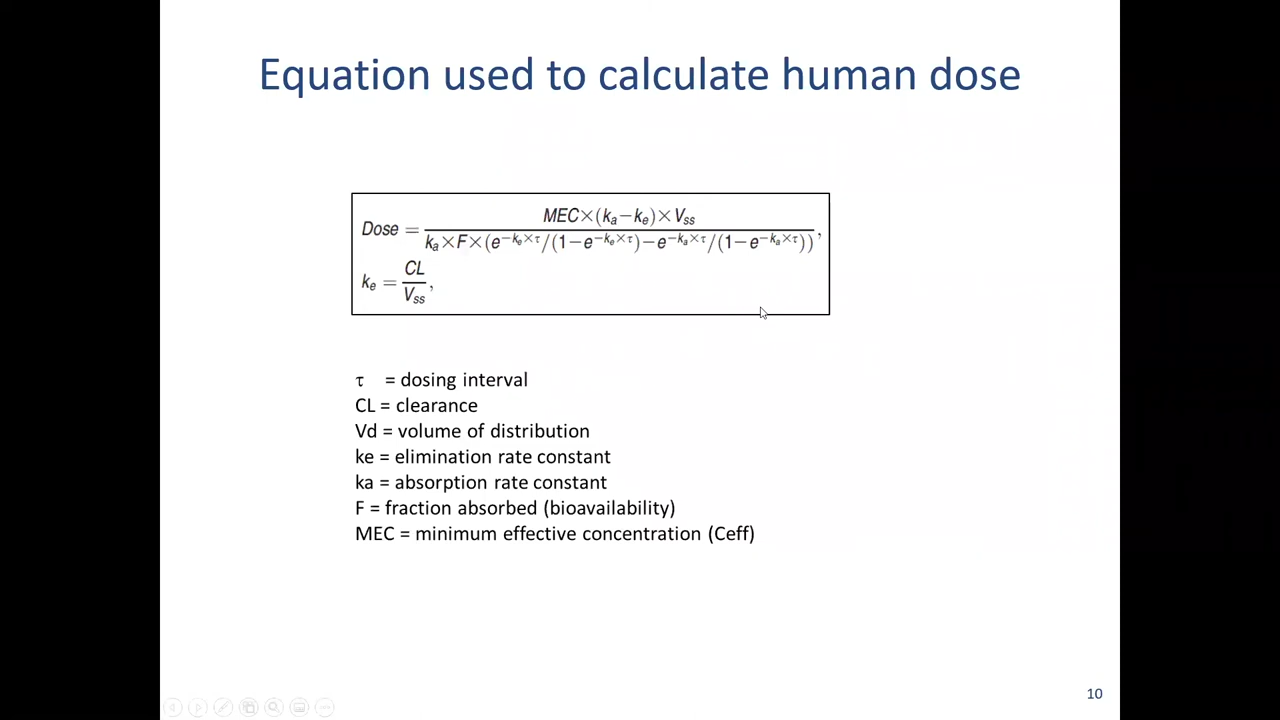 Equation used to calculate human dose
Dose = MEC×(kₐ−kₑ)×Vₛₛ / kₐ×F×(e^−kₑ×τ/(1−e^−kₑ×τ)−e^−kₐ×τ/(1−e^−kₐ×τ)),
kₑ = CL / Vₛₛ,
τ = dosing interval
CL = clearance
Vd = volume of distribution
ke = elimination rate constant
ka = absorption rate constant
F = fraction absorbed (bioavailability)
MEC = minimum effective concentration (Ceff)
10